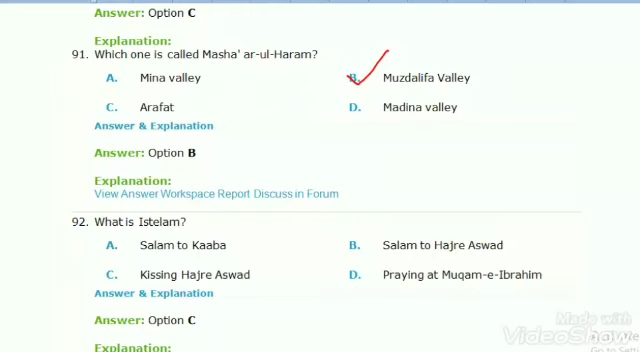 Answer: Option C
Explanation:
91. Which one is called Masha' ar-ul-Haram?
A. Mina valley
B. Muzdalifa Valley
C. Arafat
D. Madina valley
Answer & Explanation
Answer: Option B
Explanation:
View Answer Workspace Report Discuss in Forum
92. What is Istelam?
A. Salam to Kaaba
B. Salam to Hajre Aswad
C. Kissing Hajre Aswad
D. Praying at Muqam-e-Ibrahim
Answer & Explanation
Answer: Option C
Explanation:
Made with
VideoShow
Go to